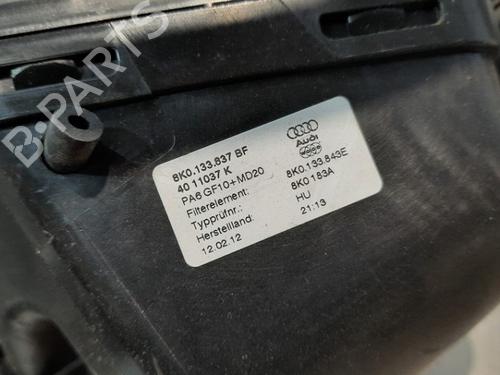 B-PARTS
8K0.133.837 BF
40 11037 K
PA6 GF10+MD20
Filterelement: 8K0.133.843E
Typprüfnr.: 8K0.183A
Herstelland: HU
12.02.12 21:13
Audi